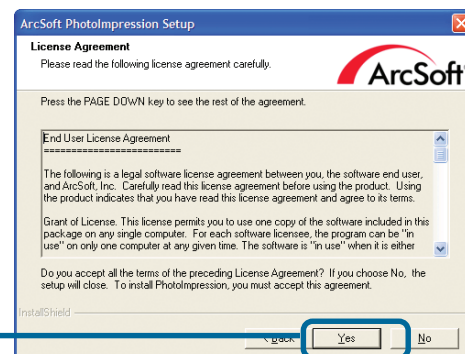 ArcSoft PhotoImpression Setup
License Agreement
Please read the following license agreement carefully.
ArcSoft
Press the PAGE DOWN key to see the rest of the agreement.
End User License Agreement
=========================
The following is a legal software license agreement between you, the software end user,
and ArcSoft, Inc. Carefully read this license agreement before using the product. Using
the product indicates that you have read this license agreement and agree to its terms.
Grant of License. This license permits you to use one copy of the software included in this
package on any single computer. For each software licensee, the program can be "in
use" on only one computer at any given time. The software is "in use" when it is either
Do you accept all the terms of the preceding License Agreement? If you choose No, the
setup will close. To install PhotoImpression, you must accept this agreement.
InstallShield
< Back Yes No